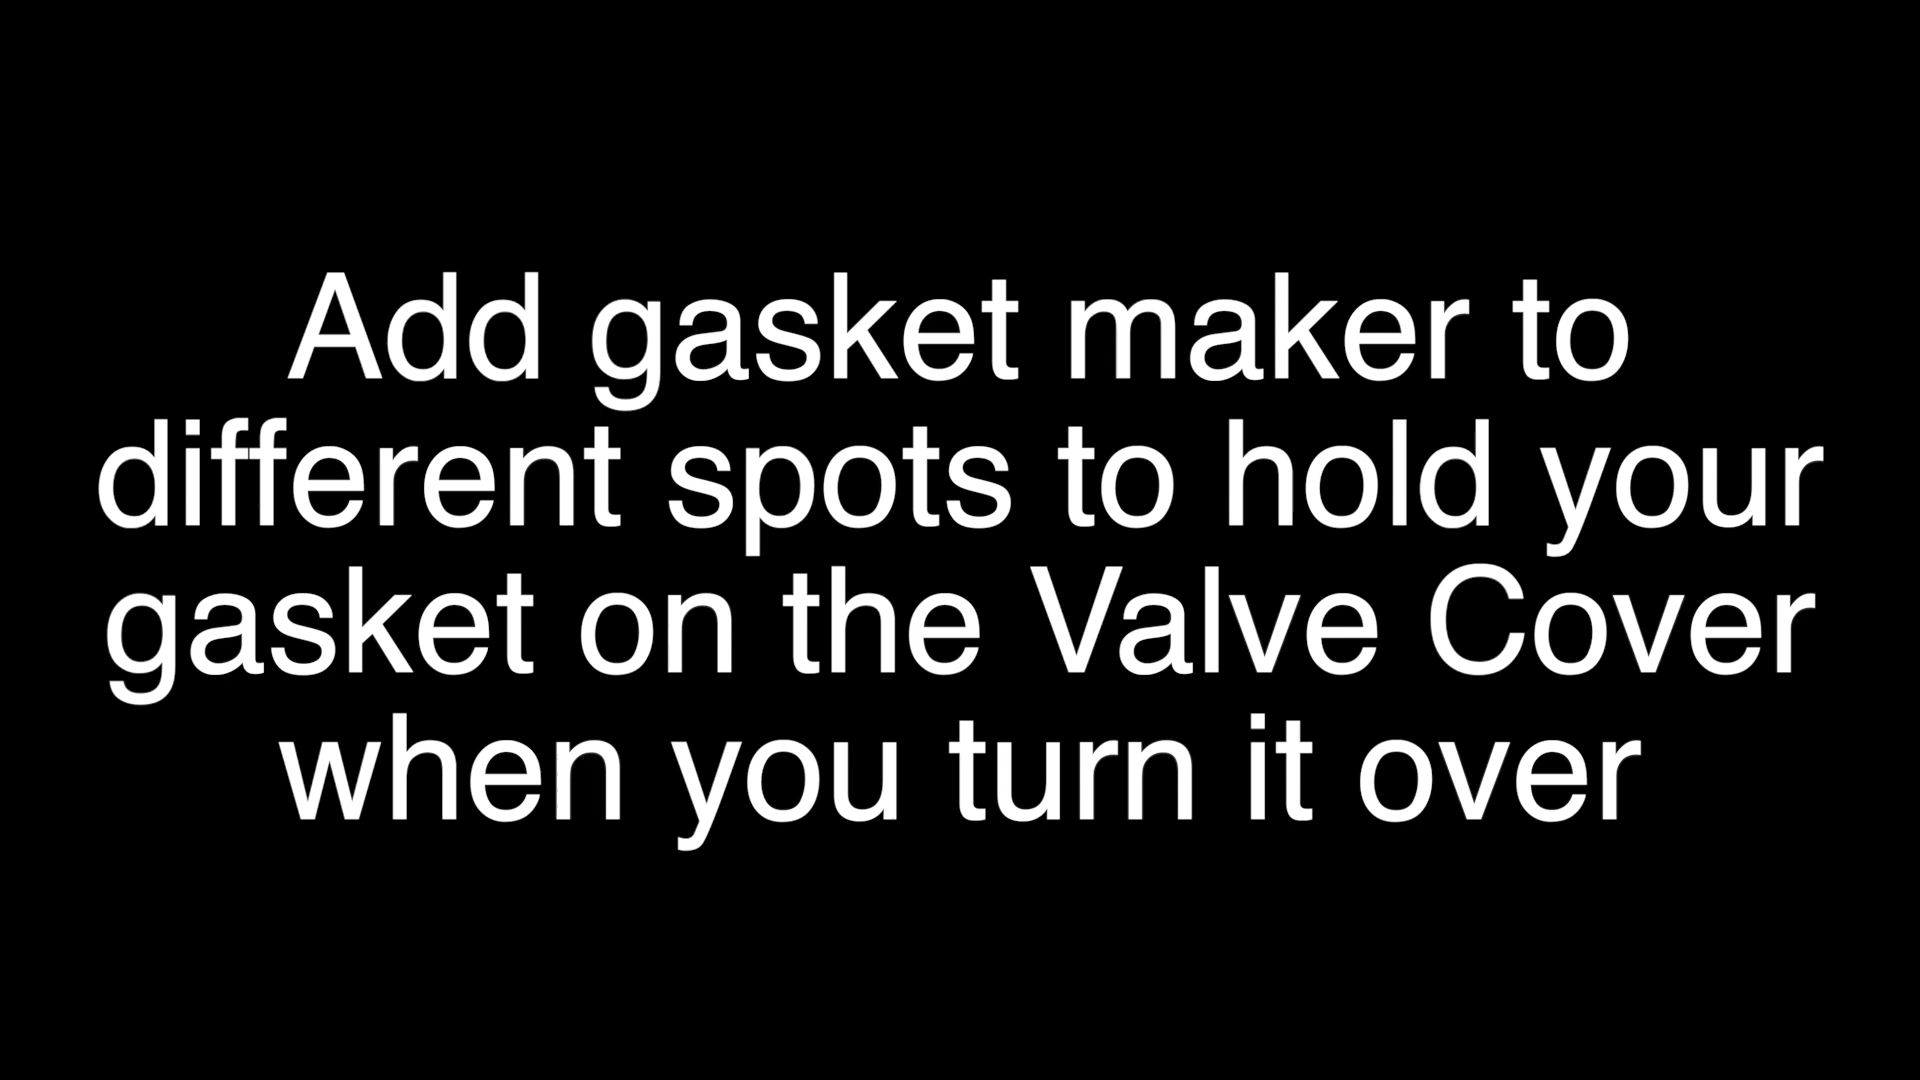 Add gasket maker to
different spots to hold your
gasket on the Valve Cover
when you turn it over